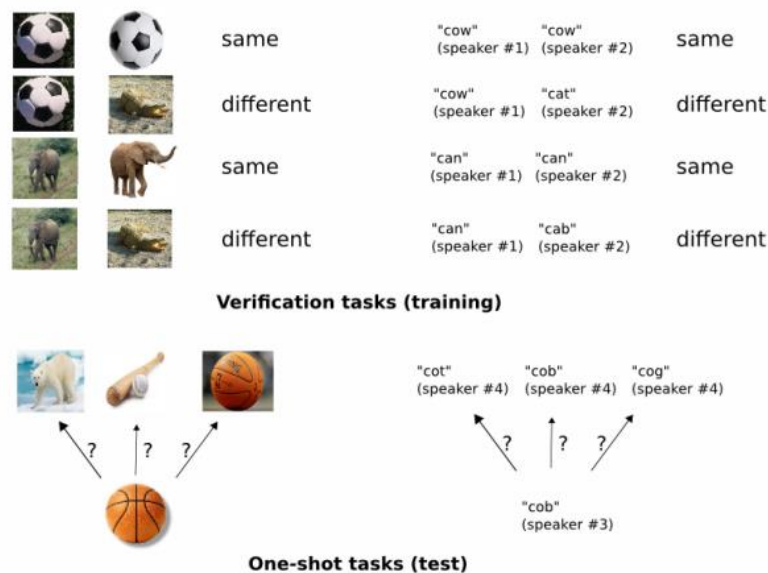 same
"cow" "cow"
(speaker #1) (speaker #2)
same
different
"cow" "cat"
(speaker #1) (speaker #2)
different
same
"can" "can"
(speaker #1) (speaker #2)
same
different
"can" "cab"
(speaker #1) (speaker #2)
different
Verification tasks (training)
? ? ?
"cot" "cob" "cog"
(speaker #4) (speaker #4) (speaker #4)
? ? ?
"cob"
(speaker #3)
One-shot tasks (test)